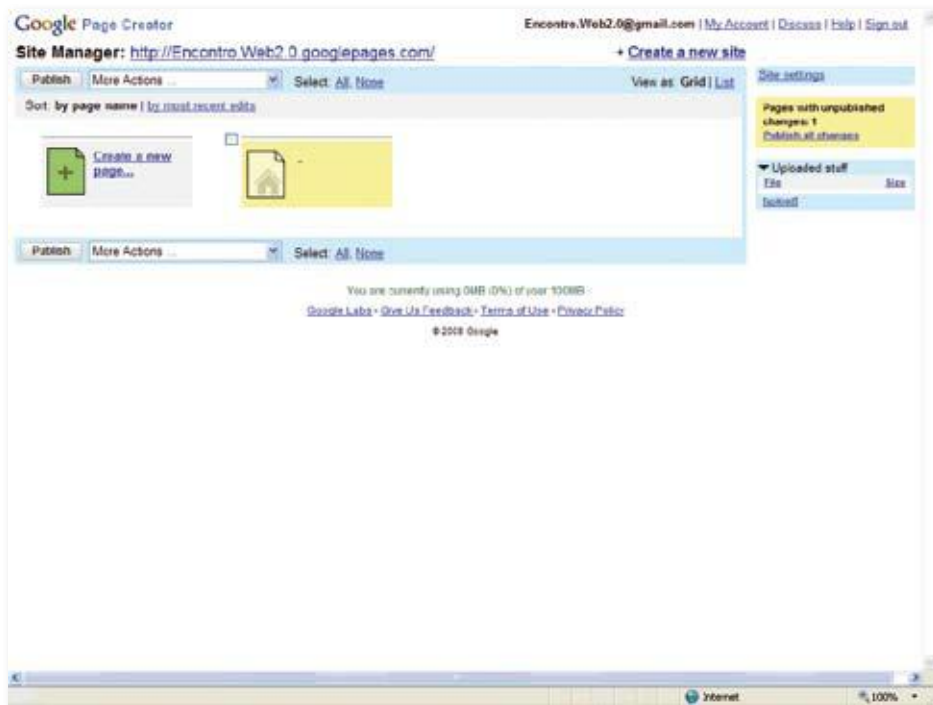 Google Page Creator
Encontro.Web2.0@gmail.com | My Account | Discuss | Help | Sign out
Site Manager: http://Encontro.Web2.0.googlepages.com/
+ Create a new site
Publish More Actions ... Select: All, None View as: Grid | List
Site settings
Sort: by page name | by most recent edits
Pages with unpublished
changes: 1
Publish all changes
Create a new
page...
-
Uploaded stuff
File Size
[upload]
Publish More Actions ... Select: All, None
You are currently using 0MB (0%) of your 100MB
Google Labs - Give Us Feedback - Terms of Use - Privacy Policy
©2008 Google
Internet 100%